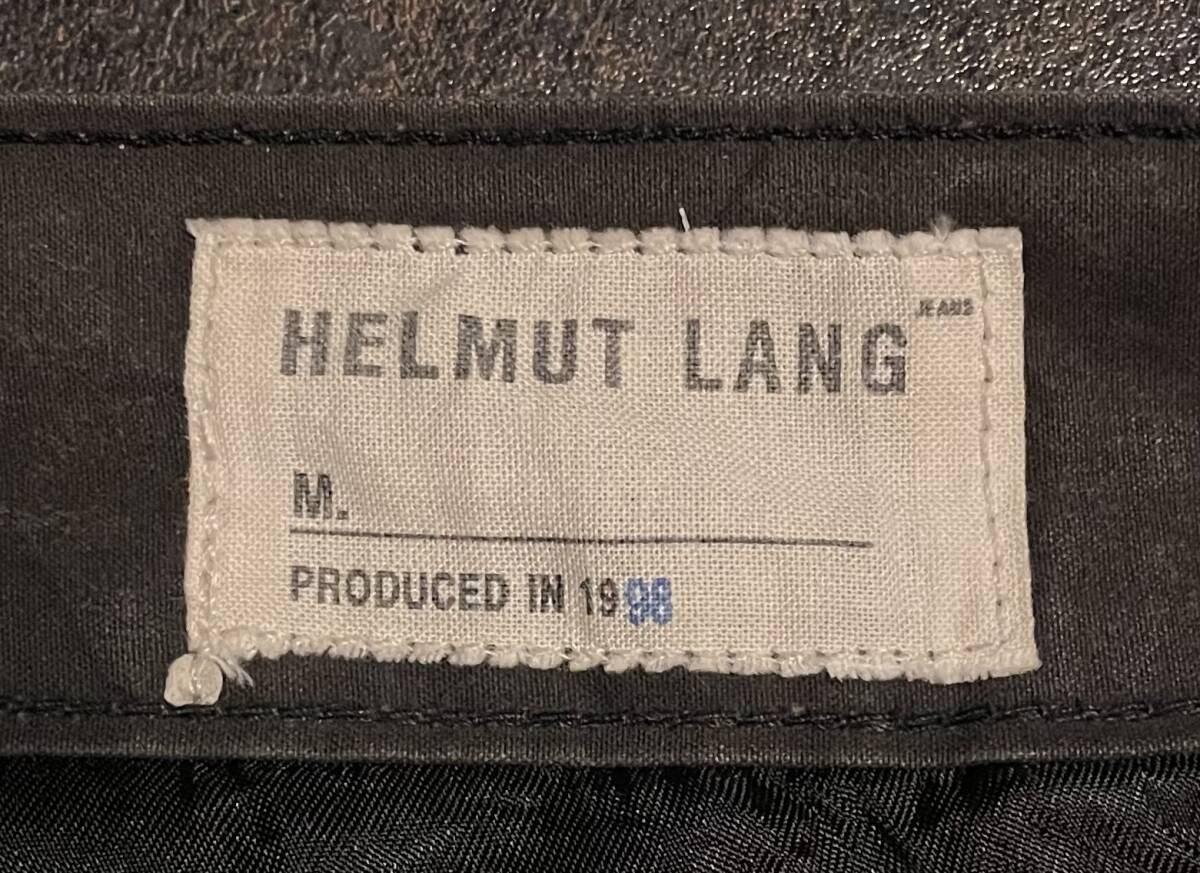 HELMUT LANG JEANS
M.
PRODUCED IN 1998